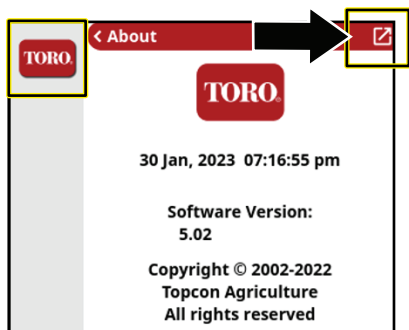 TORO.
< About
TORO.
30 Jan, 2023 07:16:55 pm
Software Version:
5.02
Copyright © 2002-2022
Topcon Agriculture
All rights reserved